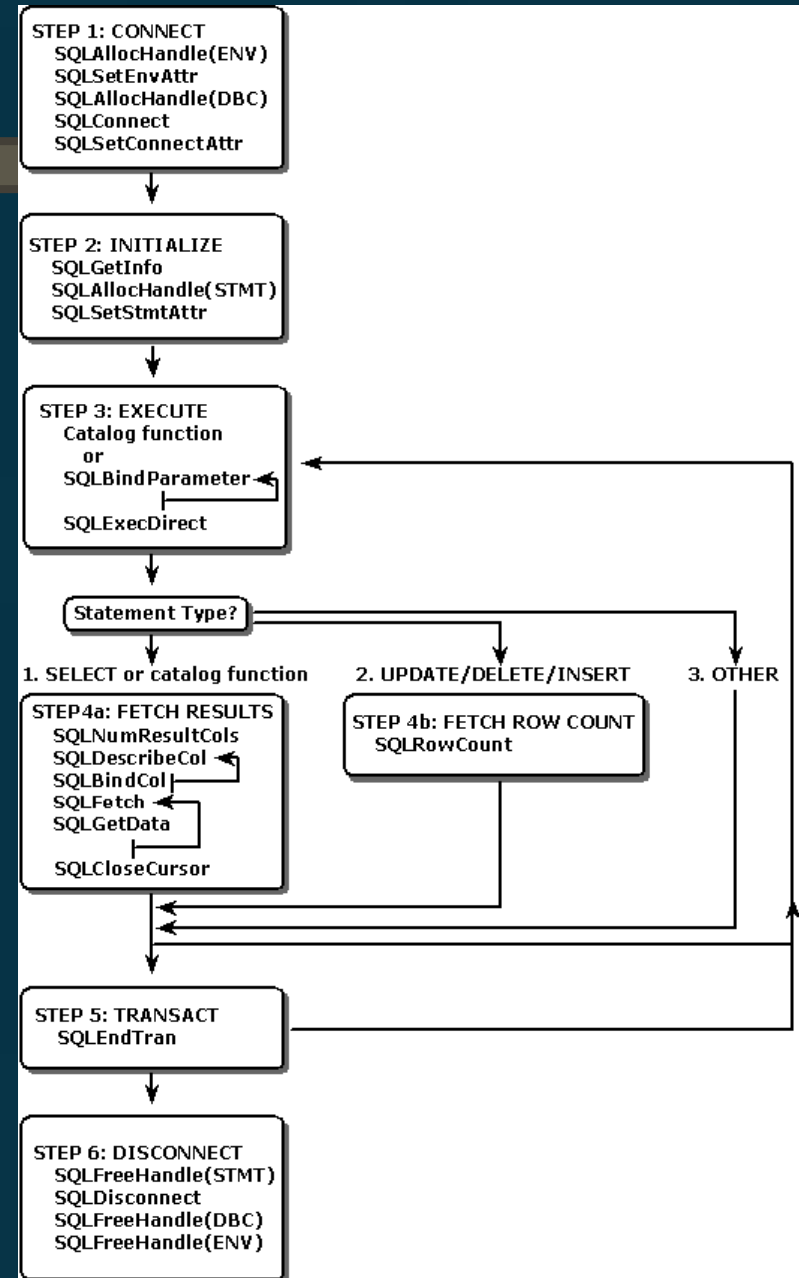 STEP 1: CONNECT
SQLAllocHandle(ENV)
SQLSetEnvAttr
SQLAllocHandle(DBC)
SQLConnect
SQLSetConnectAttr
STEP 2: INITIALIZE
SQLGetInfo
SQLAllocHandle(STMT)
SQLSetStmtAttr
STEP 3: EXECUTE
Catalog function
or
SQLBindParameter
SQLExecDirect
Statement Type?
1. SELECT or catalog function
2. UPDATE/DELETE/INSERT
3. OTHER
STEP4a: FETCH RESULTS
SQLNumResultCols
SQLDescribeCol
SQLBindCol
SQLFetch
SQLGetData
SQLCloseCursor
STEP 4b: FETCH ROW COUNT
SQLRowCount
STEP 5: TRANSACT
SQLEndTran
STEP 6: DISCONNECT
SQLFreeHandle(STMT)
SQLDisconnect
SQLFreeHandle(DBC)
SQLFreeHandle(ENV)